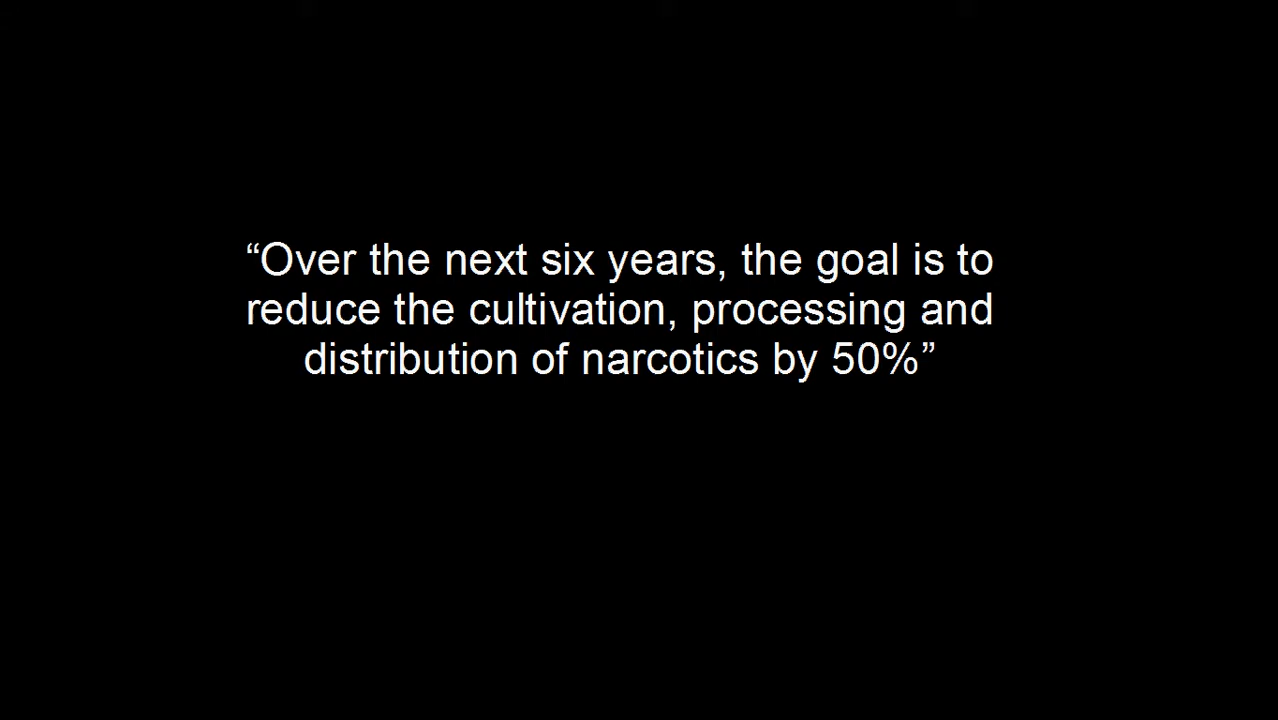 “Over the next six years, the goal is to
reduce the cultivation, processing and
distribution of narcotics by 50%”